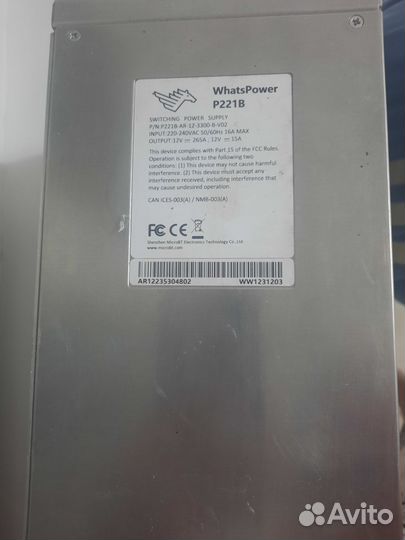 WhatsPower
P221B
SWITCHING POWER SUPPLY
P/N:P221B-AR-12-3300-B-V02
INPUT:220-240VAC 50/60Hz 16A MAX
OUTPUT:12V ⎓ 265A , 12V ⎓ 15A
This device complies with Part 15 of the FCC Rules.
Operation is subject to the following two
conditions: (1) This device may not cause harmful
interference. (2) This device must accept any
interference received, including interference that
may cause undesired operation.
CAN ICES-003(A) / NMB-003(A)
FC CE
Shenzhen MicroBT Electronics Technology Co.,Ltd
www.microbt.com
AR12235304802 WW1231203
Avito